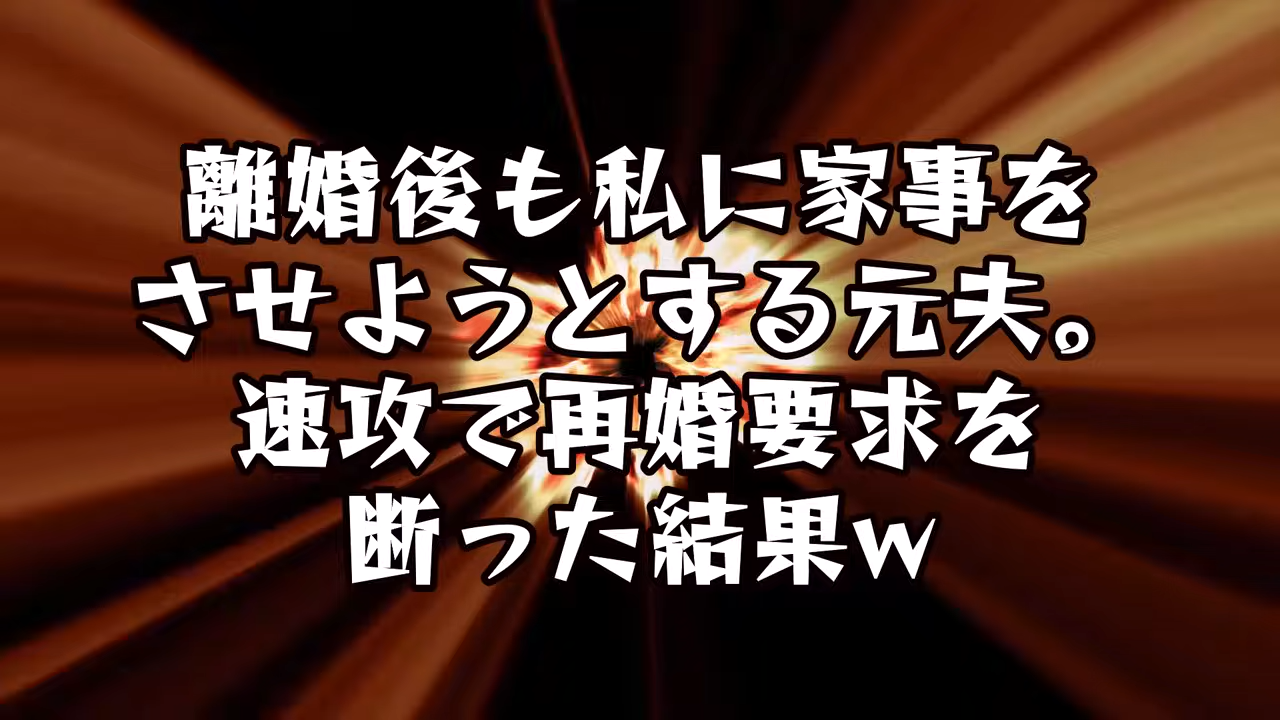 離婚後も私に家事を
させようとする元夫。
速攻で再婚要求を
断った結果w